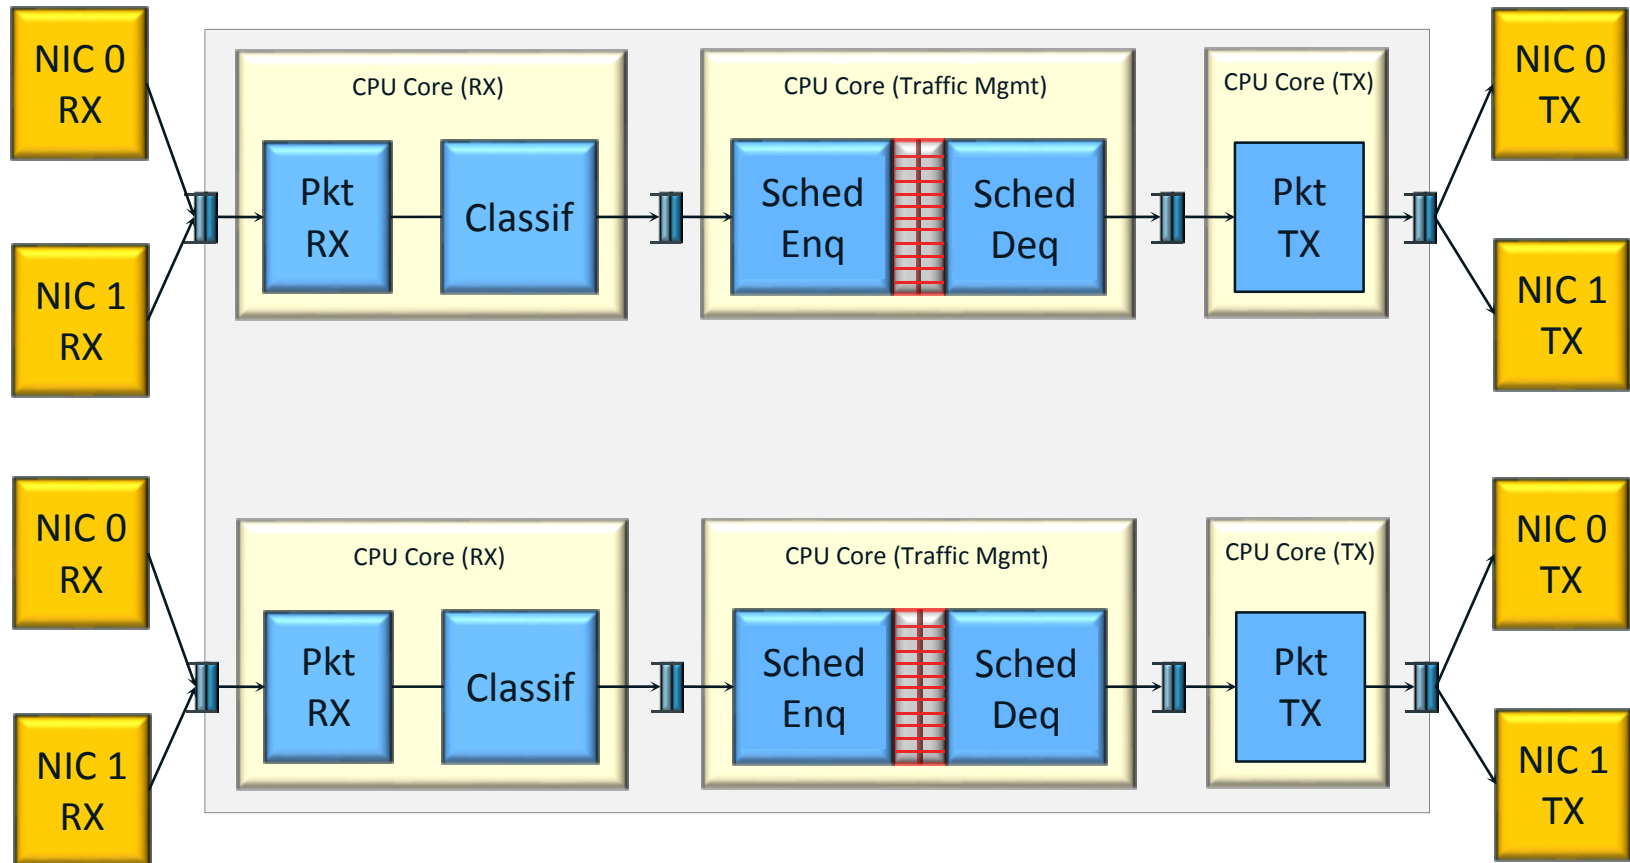 NIC 0
RX
NIC 1
RX
CPU Core (RX)
Pkt
RX
Classif
CPU Core (Traffic Mgmt)
Sched
Enq
Sched
Deq
CPU Core (TX)
Pkt
TX
NIC 0
TX
NIC 1
TX
NIC 0
RX
NIC 1
RX
CPU Core (RX)
Pkt
RX
Classif
CPU Core (Traffic Mgmt)
Sched
Enq
Sched
Deq
CPU Core (TX)
Pkt
TX
NIC 0
TX
NIC 1
TX